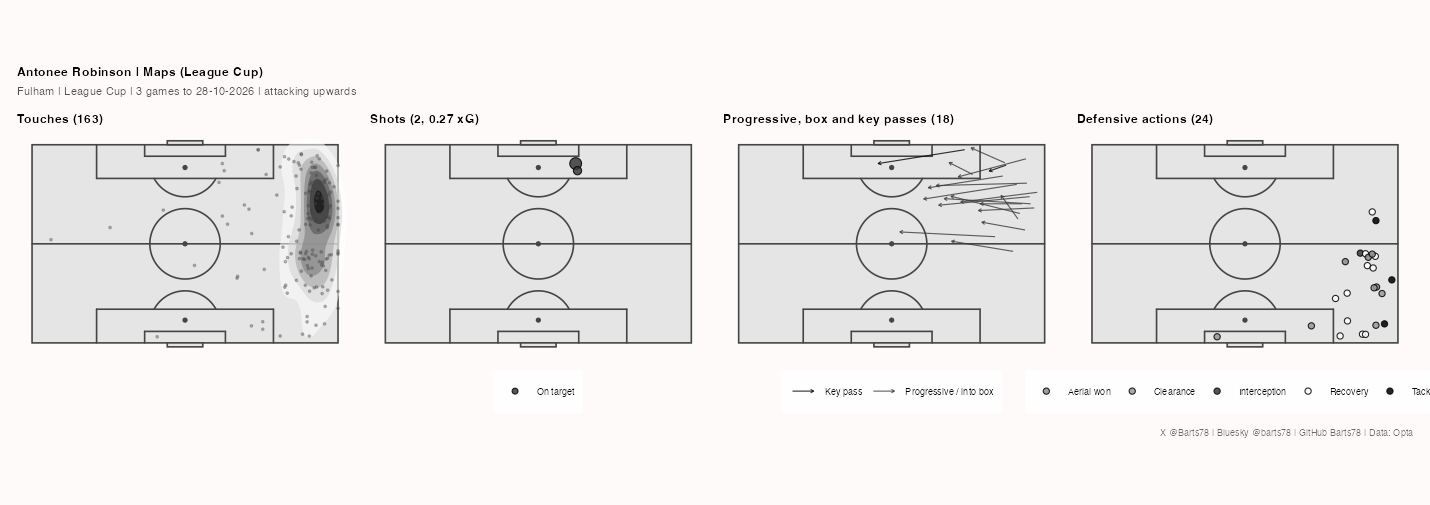 Antonee Robinson | Maps (League Cup)
Fulham | League Cup | 3 games to 28-10-2026 | attacking upwards
Touches (163)
Shots (2, 0.27 xG)
Progressive, box and key passes (18)
Defensive actions (24)
On target
Key pass
Progressive / Into box
Aerial won
Clearance
Interception
Recovery
Tack
X @Barts78 | Bluesky @barts78 | GitHub Barts78 | Data: Opta